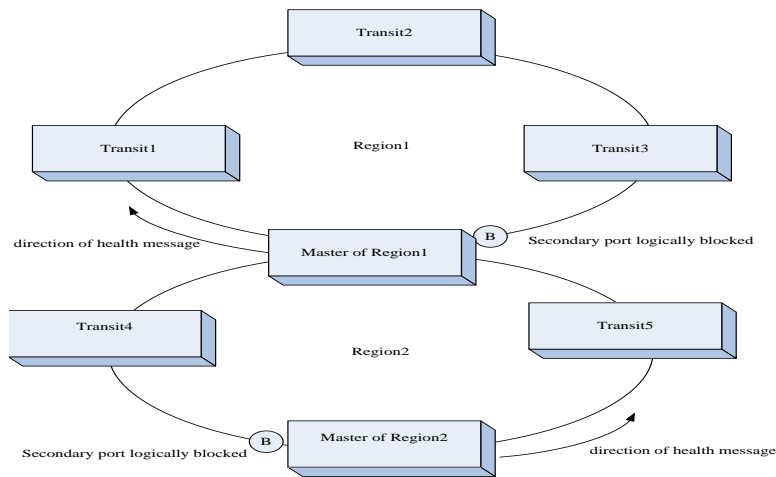 Transit2
Transit1
Region1
Transit3
direction of health message
Master of Region1
B
Secondary port logically blocked
Transit4
Transit5
Region2
Secondary port logically blocked
B
Master of Region2
direction of health message